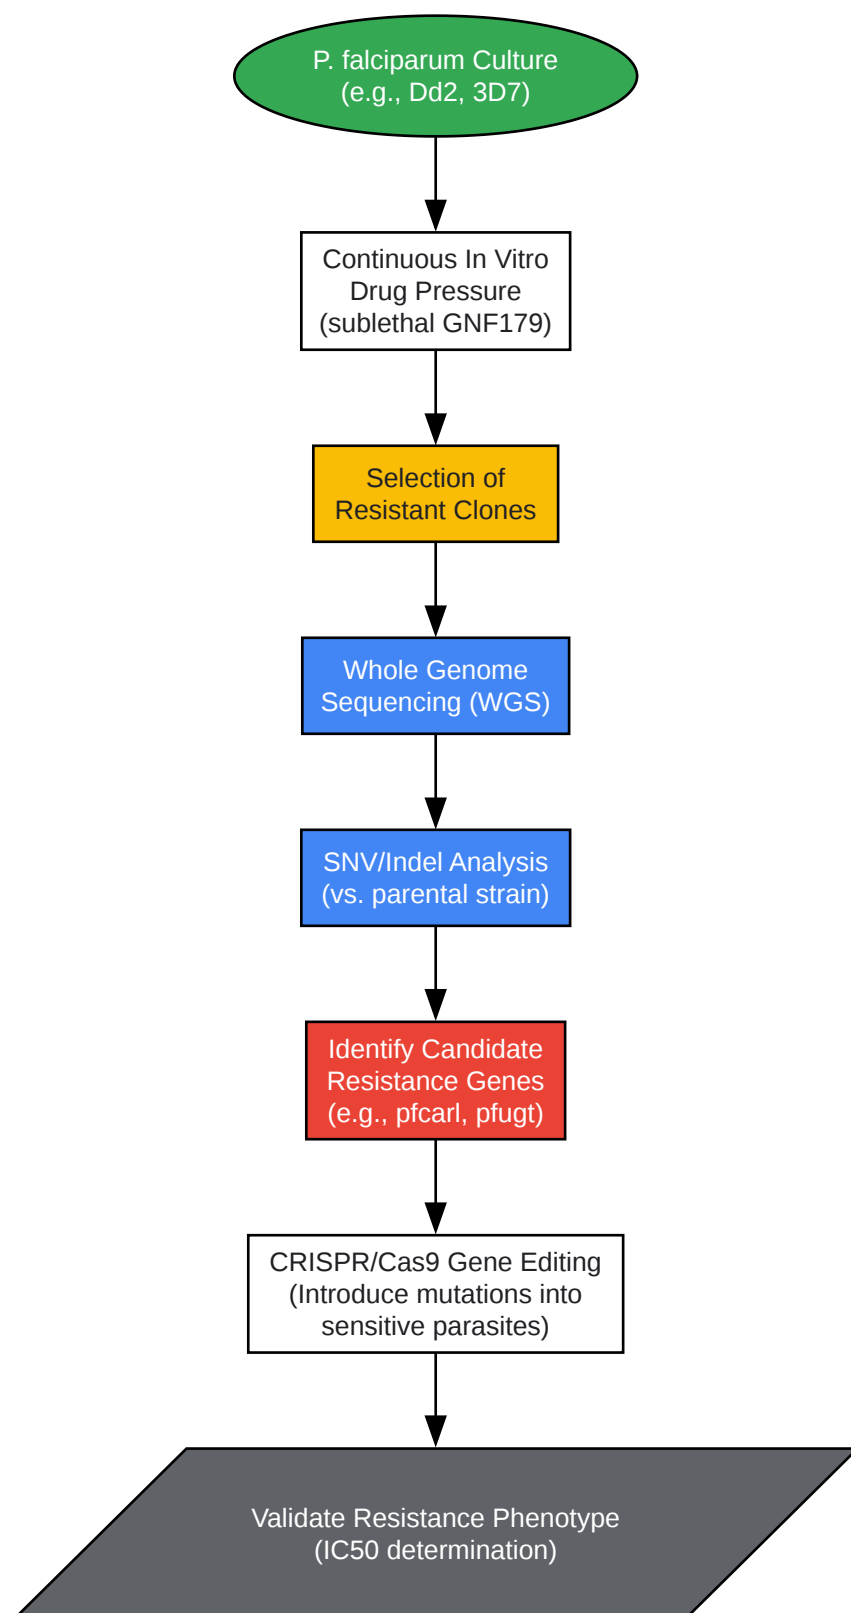 P. falciparum Culture
(e.g., Dd2, 3D7)
Continuous In Vitro
Drug Pressure
(sublethal GNF179)
Selection of
Resistant Clones
Whole Genome
Sequencing (WGS)
SNV/Indel Analysis
(vs. parental strain)
Identify Candidate
Resistance Genes
(e.g., pfcarl, pfugt)
CRISPR/Cas9 Gene Editing
(Introduce mutations into
sensitive parasites)
Validate Resistance Phenotype
(IC50 determination)